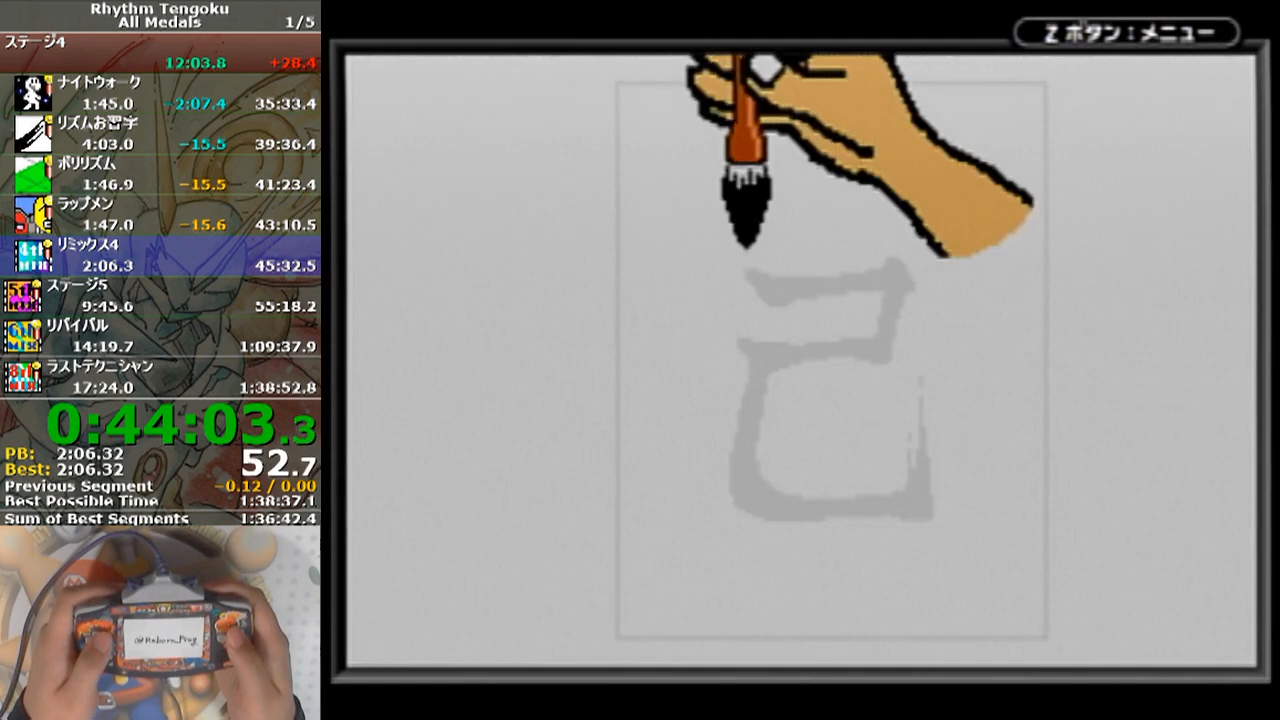 Rhythm Tengoku
All Medals 1/5
ステージ4
12:03.8 +28.4
ナイトウォーク
1:45.0 -2:07.4 35:33.4
リズムお習字
4:03.0 -15.5 39:36.4
ポリリズム
1:46.9 -15.5 41:23.4
ラップメン
1:47.0 -15.6 43:10.5
リミックス4
2:06.3 45:32.5
ステージ5
9:45.6 55:18.2
リバイバル
14:19.7 1:09:37.9
ラストテクニシャン
17:24.0 1:38:52.8
0:44:03.3
PB: 2:06.32
Best: 2:06.32
52.7
Previous Segment -0.12 / 0.00
Best Possible Time 1:38:37.1
Sum of Best Segments 1:36:42.4
@Reborn_Frog
Z ボタン：メニュー
己